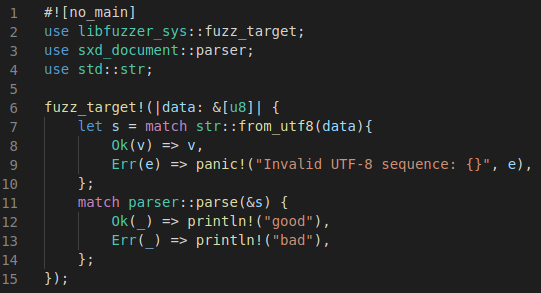 1 #![no_main]
2 use libfuzzer_sys::fuzz_target;
3 use sxd_document::parser;
4 use std::str;
5
6 fuzz_target!(|data: &[u8]| {
7     let s = match str::from_utf8(data){
8         Ok(v) => v,
9         Err(e) => panic!("Invalid UTF-8 sequence: {}", e),
10     };
11     match parser::parse(&s) {
12         Ok(_) => println!("good"),
13         Err(_) => println!("bad"),
14     };
15 });